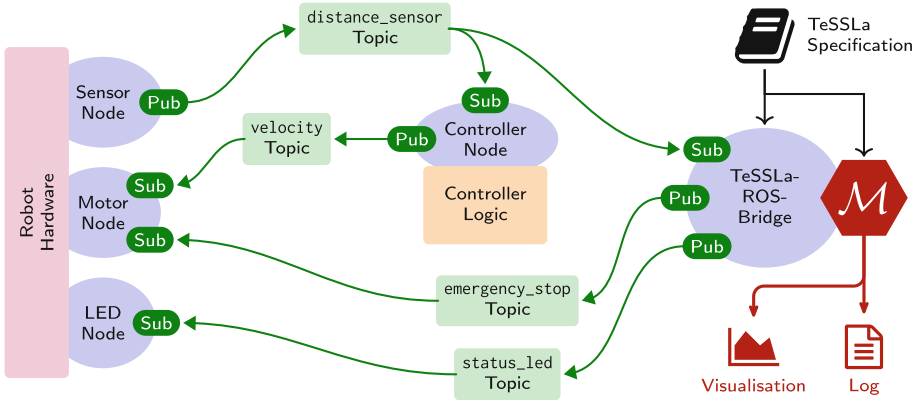 distance_sensor
Topic
TeSSLa
Specification
Sensor
Node
Pub
Sub
velocity
Topic
Pub
Controller
Node
Sub
TeSSLa-
ROS-
Bridge
Robot
Hardware
Motor
Node
Sub
Sub
Controller
Logic
Pub
Pub
M
emergency_stop
Topic
LED
Node
Sub
status_led
Topic
Visualisation
Log